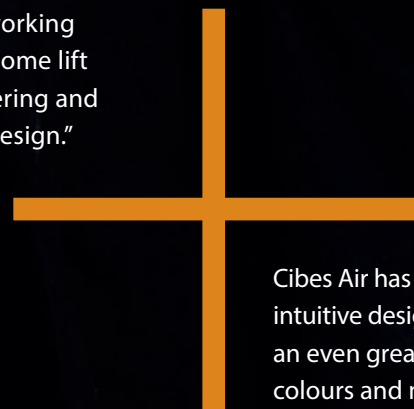 orking
ome lift
ering and
esign.”
Cibes Air has
intuitive desi
an even grea
colours and